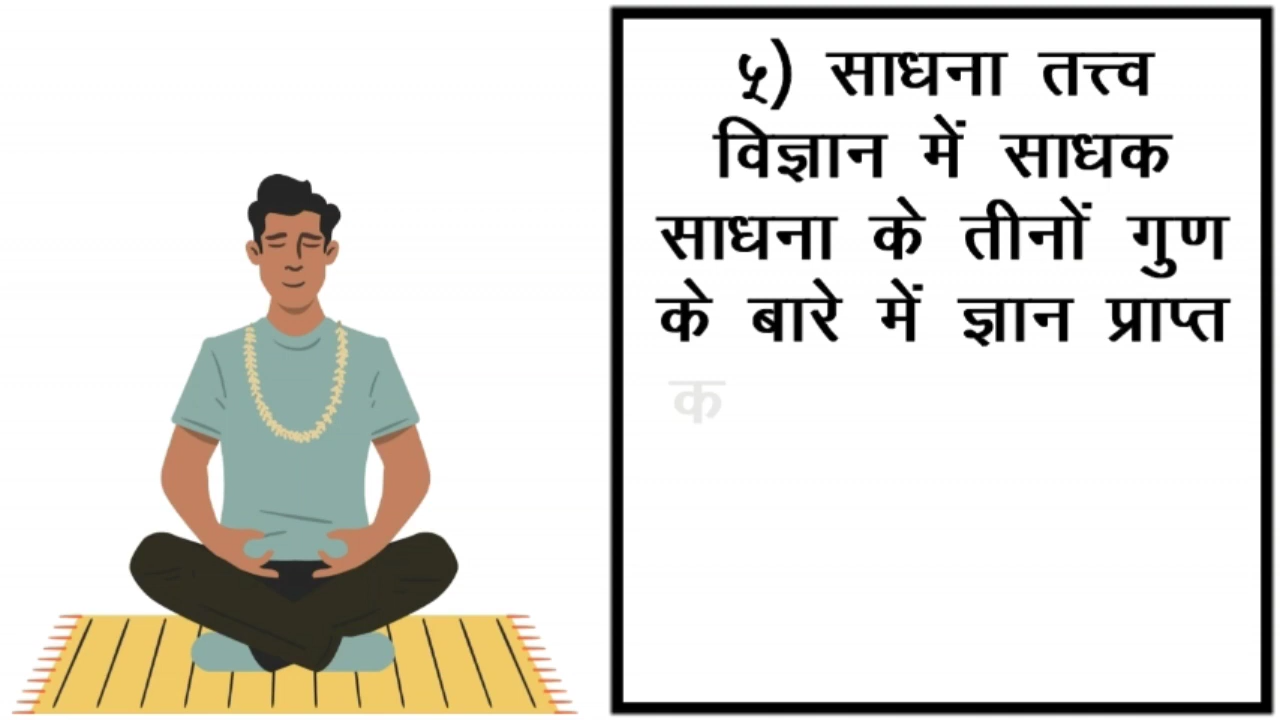 ५) साधना तत्त्व
विज्ञान में साधक
साधना के तीनों गुण
के बारे में ज्ञान प्राप्त
क